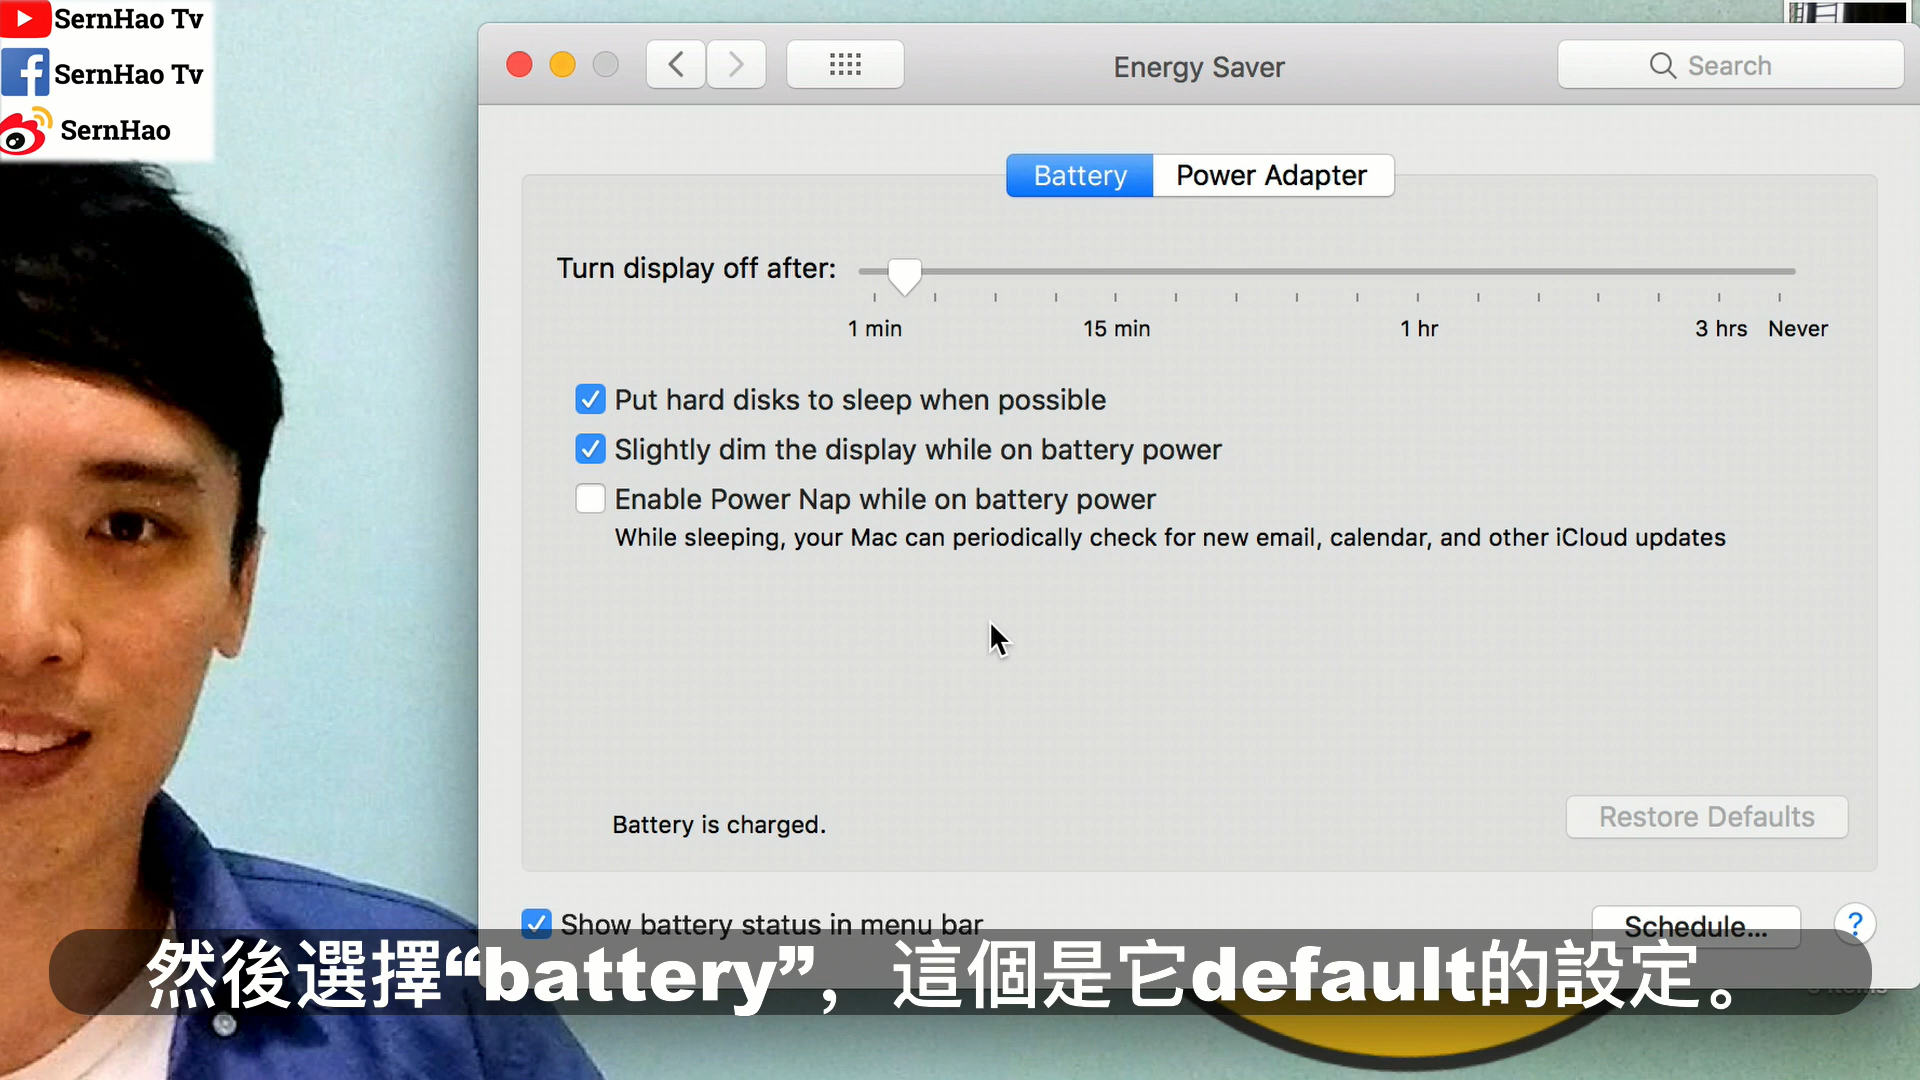 SernHao Tv
SernHao Tv
SernHao
Energy Saver
Search
Battery
Power Adapter
Turn display off after:
1 min
15 min
1 hr
3 hrs
Never
Put hard disks to sleep when possible
Slightly dim the display while on battery power
Enable Power Nap while on battery power
While sleeping, your Mac can periodically check for new email, calendar, and other iCloud updates
Battery is charged.
Restore Defaults
Show battery status in menu bar
Schedule...
?
然後選擇“battery”，這個是它default的設定。